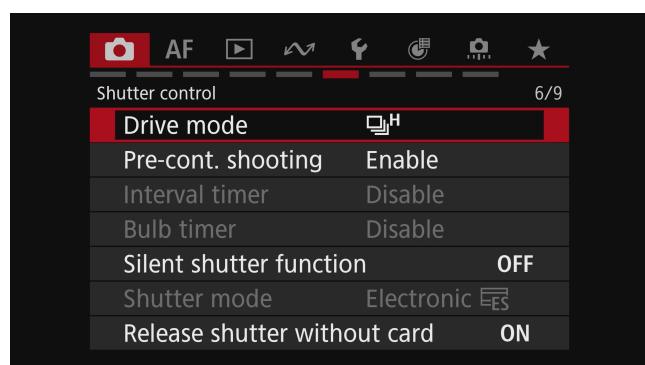 AF
Shutter control 6/9
Drive mode H
Pre-cont. shooting Enable
Interval timer Disable
Bulb timer Disable
Silent shutter function OFF
Shutter mode Electronic ES
Release shutter without card ON